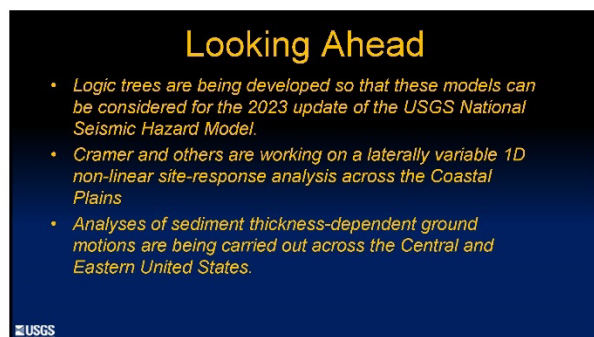 Looking Ahead
• Logic trees are being developed so that these models can
be considered for the 2023 update of the USGS National
Seismic Hazard Model.
• Cramer and others are working on a laterally variable 1D
non-linear site-response analysis across the Coastal
Plains
• Analyses of sediment thickness-dependent ground
motions are being carried out across the Central and
Eastern United States.
USGS